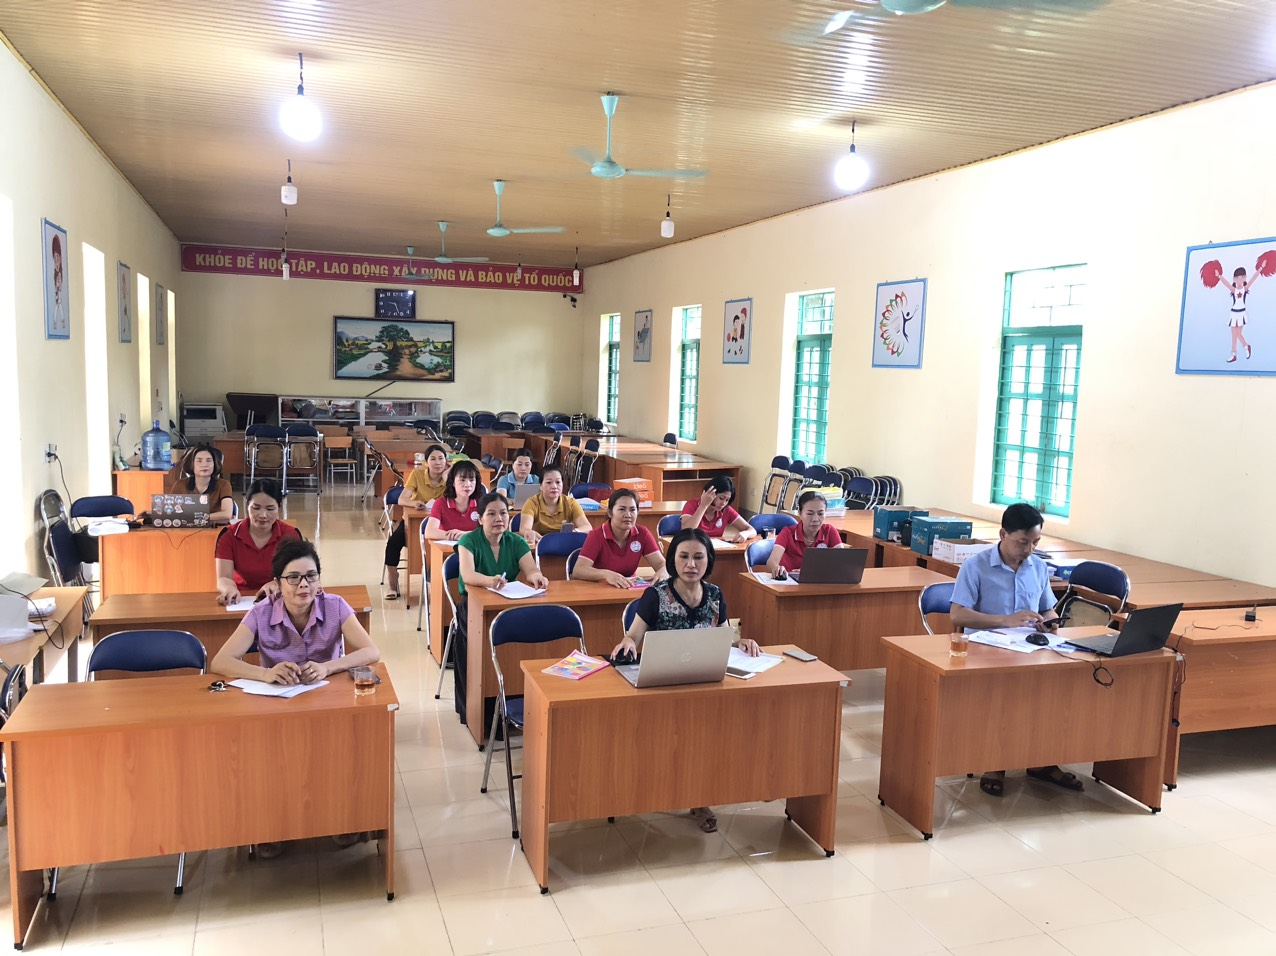 KHỎE ĐỂ HỌC TẬP, LAO ĐỘNG XÂY DỰNG VÀ BẢO VỆ TỔ QUỐC